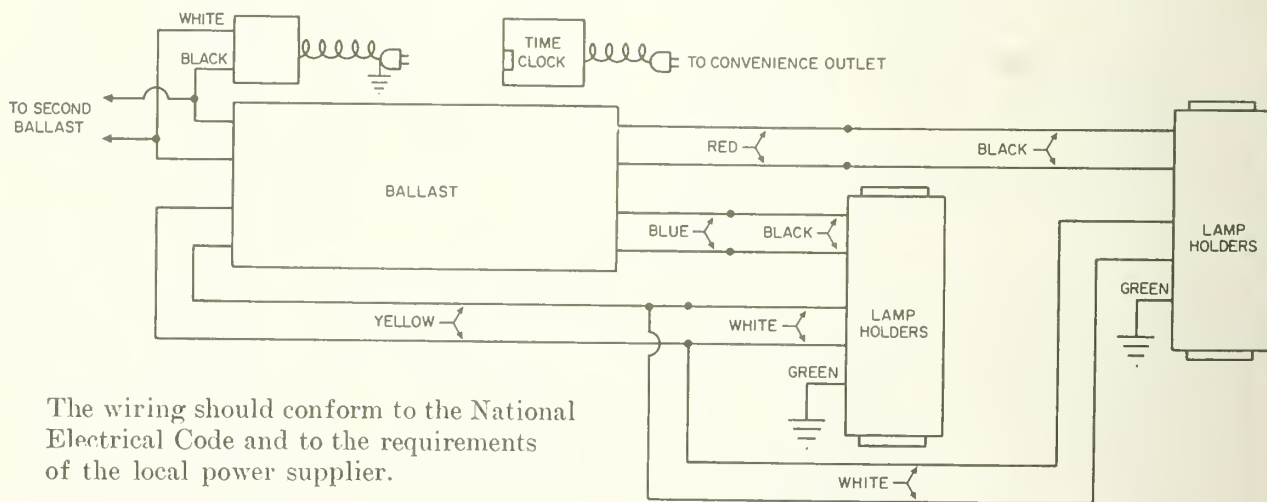 WHITE
BLACK
TIME
CLOCK
TO CONVENIENCE OUTLET
TO SECOND
BALLAST
BALLAST
RED
BLACK
BLUE
BLACK
LAMP
HOLDERS
GREEN
YELLOW
WHITE
LAMP
HOLDERS
GREEN
WHITE
The wiring should conform to the National
Electrical Code and to the requirements
of the local power supplier.